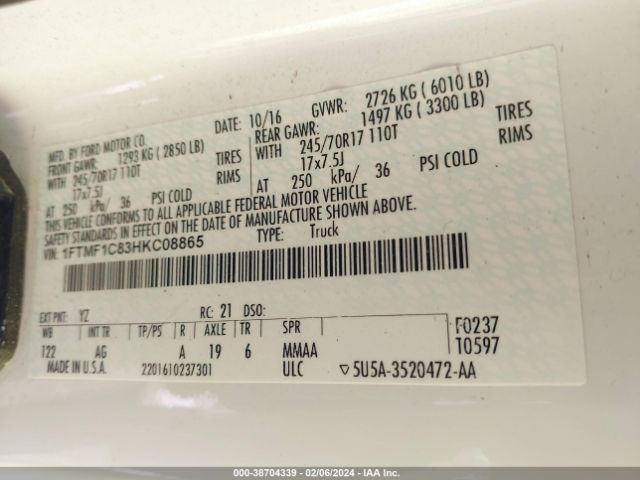 MFD. BY FORD MOTOR CO. DATE: 10/16 GVWR: 2726 KG ( 6010 LB)
FRONT GAWR: 1293 KG ( 2850 LB) REAR GAWR: 1497 KG ( 3300 LB)
WITH 245/70R17 110T TIRES WITH 245/70R17 110T TIRES
17x7.5J RIMS 17x7.5J RIMS
AT 250 kPa/ 36 PSI COLD AT 250 kPa/ 36 PSI COLD
THIS VEHICLE CONFORMS TO ALL APPLICABLE FEDERAL MOTOR VEHICLE
SAFETY STANDARDS IN EFFECT ON THE DATE OF MANUFACTURE SHOWN ABOVE.
VIN: 1FTMF1C83HKC08865 TYPE: Truck
EXT PNT: YZ RC: 21 DSO:
WB INT TR TP/PS R AXLE TR SPR F0237
122 AG A 19 6 MMAA T0597
MADE IN U.S.A. 2201610237301 ULC ▽5U5A-3520472-AA
000-38704339 - 02/06/2024 - IAA Inc.